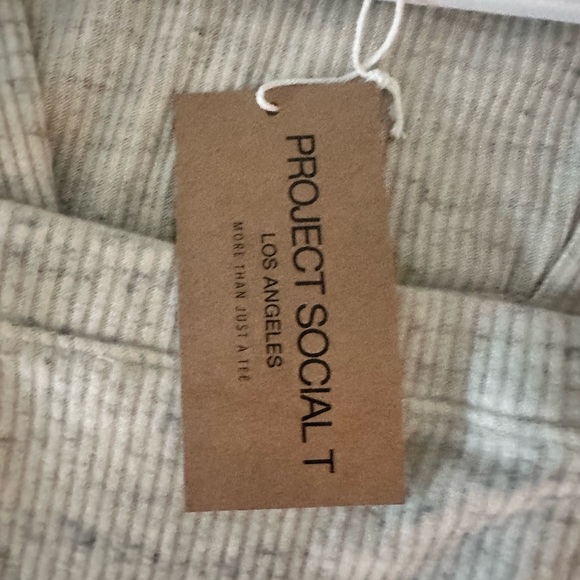 PROJECT SOCIAL T
LOS ANGELES
MORE THAN JUST A TEE